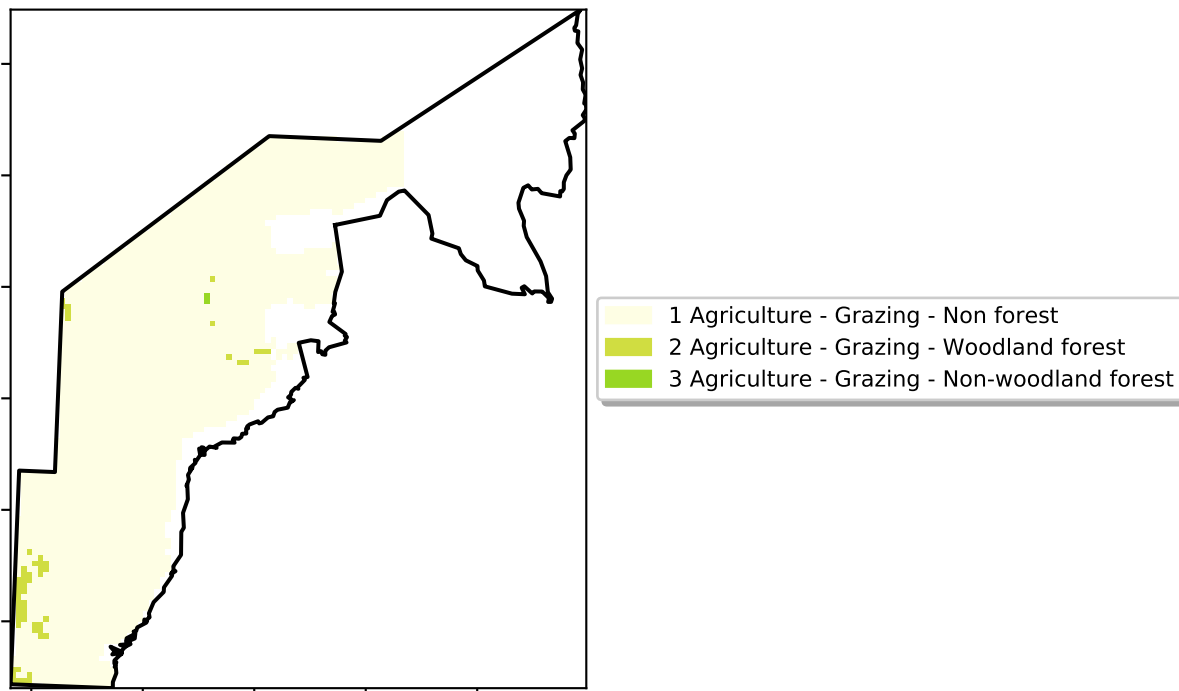 1 Agriculture - Grazing - Non forest
2 Agriculture - Grazing - Woodland forest
3 Agriculture - Grazing - Non-woodland forest